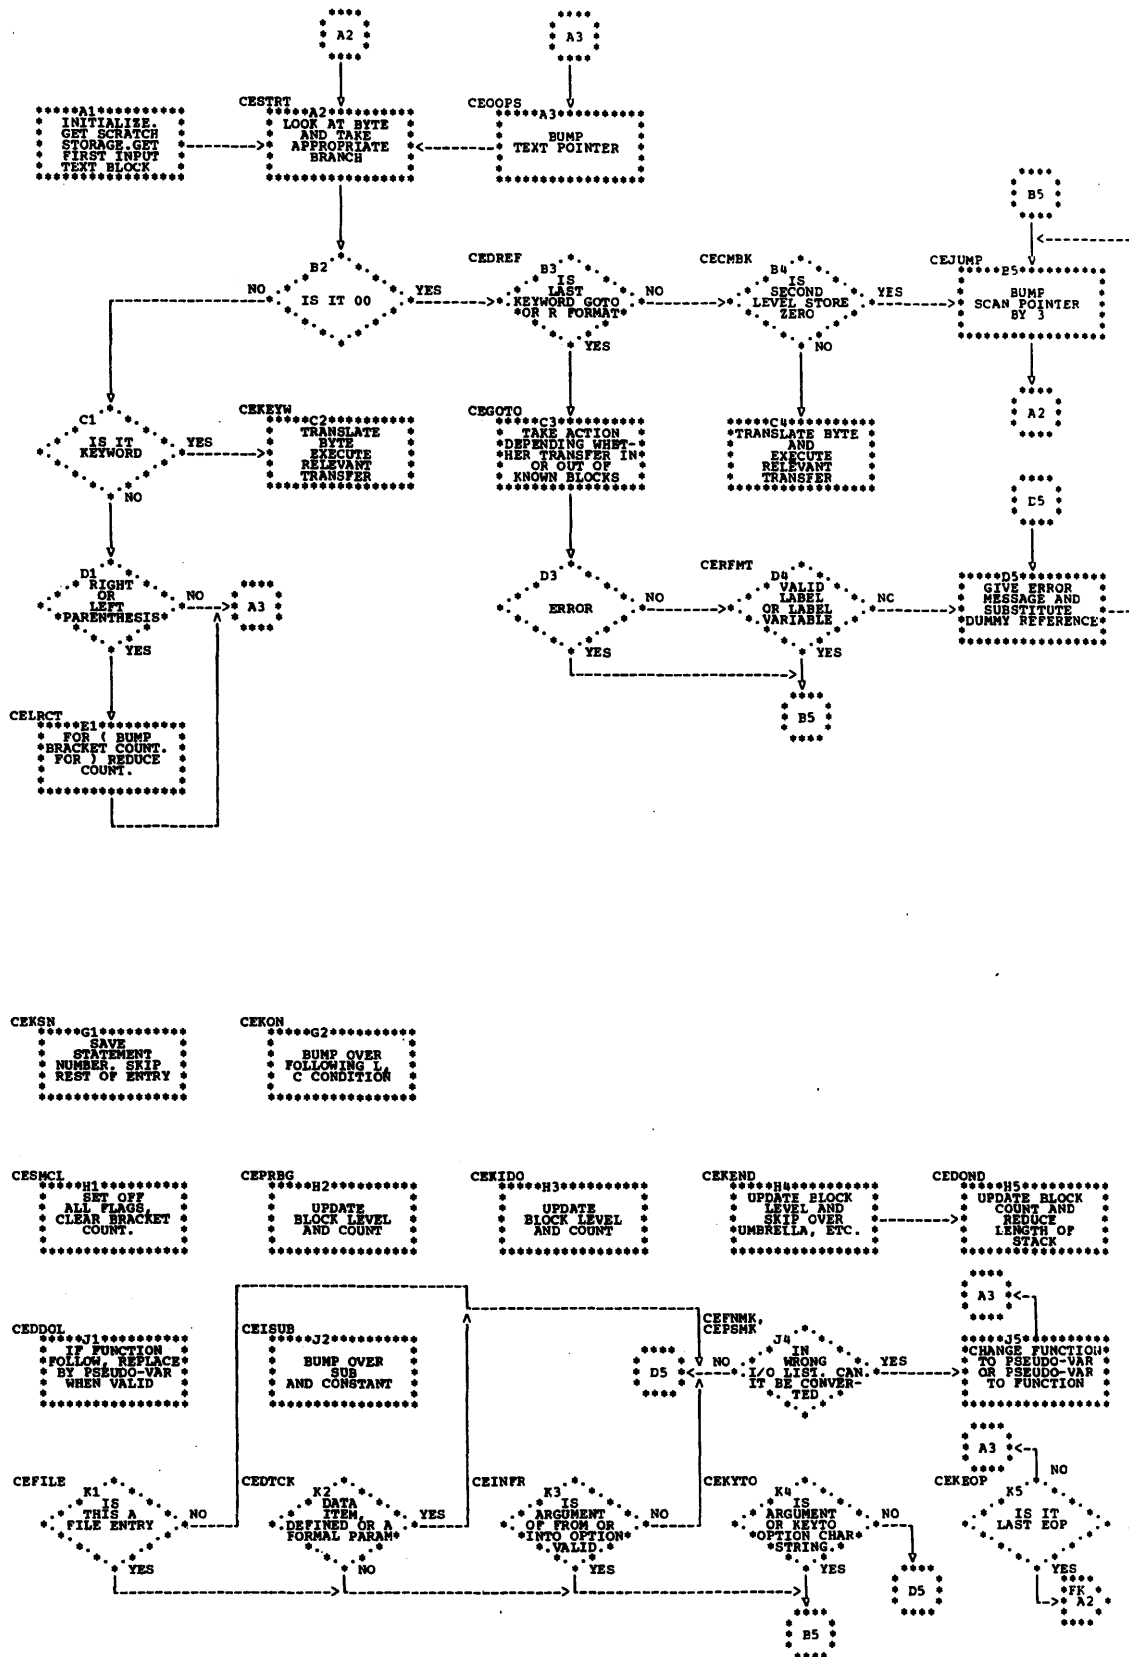 A2
A3
CESTRT
CEOOPS
A1
INITIALIZE.
GET SCRATCH
STORAGE.GET
FIRST INPUT
TEXT BLOCK
A2
LOOK AT BYTE
AND TAKE
APPROPRIATE
BRANCH
A3
BUMP
TEXT POINTER
B5
CEDREF
CECMBK
CEJUMP
B2
IS IT 00
NO
YES
B3
IS
LAST
KEYWORD GOTO
OR R FORMAT
NO
YES
B4
IS
SECOND
LEVEL STORE
ZERO
YES
NO
B5
BUMP
SCAN POINTER
BY 3
A2
C1
IS IT
KEYWORD
YES
NO
CEKEYW
C2
TRANSLATE
BYTE
EXECUTE
RELEVANT
TRANSFER
CEGOTO
C3
TAKE ACTION
DEPENDING WHET-
HER TRANSFER IN
OR OUT OF
KNOWN BLOCKS
C4
TRANSLATE BYTE
AND
EXECUTE
RELEVANT
TRANSFER
D5
D1
RIGHT
OR
LEFT
PARENTHESIS
NO
YES
A3
D3
ERROR
NO
YES
CERFMT
D4
VALID
LABEL
OR LABEL
VARIABLE
NC
YES
D5
GIVE ERROR
MESSAGE AND
SUBSTITUTE
DUMMY REFERENCE
B5
CELRCT
E1
FOR ( BUMP
BRACKET COUNT.
FOR ) REDUCE
COUNT.
CEKSN
G1
SAVE
STATEMENT
NUMBER. SKIP
REST OF ENTRY
CEKON
G2
BUMP OVER
FOLLOWING L,
C CONDITION
CESMCL
H1
SET OFF
ALL FLAGS,
CLEAR BRACKET
COUNT.
CEPRBG
H2
UPDATE
BLOCK LEVEL
AND COUNT
CEKIDO
H3
UPDATE
BLOCK LEVEL
AND COUNT
CEKEND
H4
UPDATE BLOCK
LEVEL AND
SKIP OVER
UMBRELLA, ETC.
CEDOND
H5
UPDATE BLOCK
COUNT AND
REDUCE
LENGTH OF
STACK
A3
CEDDOL
J1
IF FUNCTION
FOLLOW, REPLACE
BY PSEUDO-VAR
WHEN VALID
CEISUB
J2
BUMP OVER
SUB
AND CONSTANT
D5
NO
CEFNMK,
CEPSMK
J4
IN
WRONG
I/O LIST. CAN
IT BE CONVER-
TED
YES
J5
CHANGE FUNCTION
TO PSEUDO-VAR
OR PSEUDO-VAR
TO FUNCTION
A3
CEFILE
K1
IS
THIS A
FILE ENTRY
NO
YES
CEDTCK
K2
DATA
ITEM,
DEFINED OR A
FORMAL PARAM
YES
NO
CEINFR
K3
IS
ARGUMENT
OF FROM OR
INTO OPTION
VALID.
NO
YES
CEKYTO
K4
IS
ARGUMENT
OR KEYTO
OPTION CHAR
STRING.
NO
YES
CEKEOP
K5
IS IT
LAST EOP
NO
YES
D5
FK
A2
B5